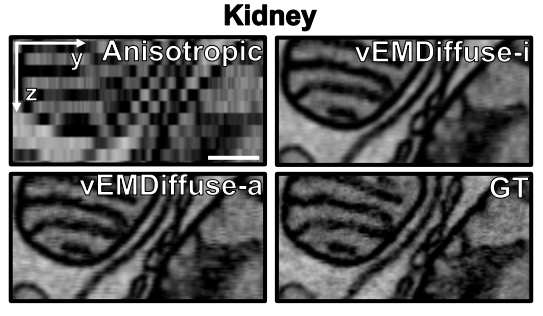 Kidney
Anisotropic
y
z
vEMDiffuse-i
vEMDiffuse-a
GT